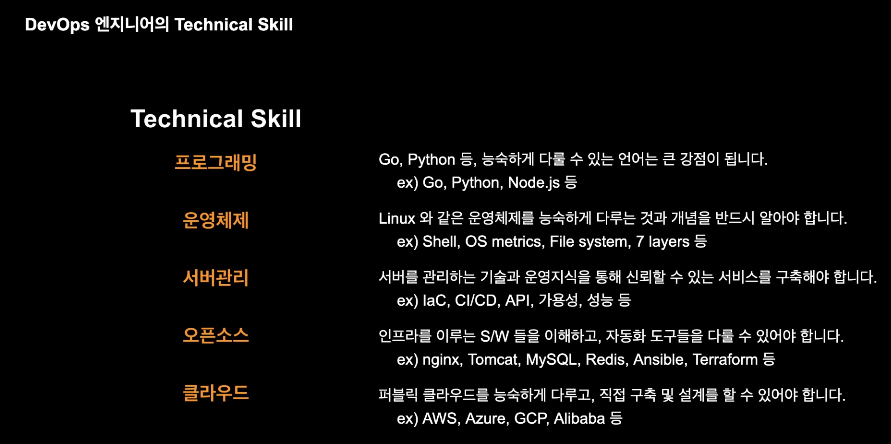 DevOps 엔지니어의 Technical Skill
Technical Skill
프로그래밍
Go, Python 등, 능숙하게 다룰 수 있는 언어는 큰 강점이 됩니다.
ex) Go, Python, Node.js 등
운영체제
Linux 와 같은 운영체제를 능숙하게 다루는 것과 개념을 반드시 알아야 합니다.
ex) Shell, OS metrics, File system, 7 layers 등
서버관리
서버를 관리하는 기술과 운영지식을 통해 신뢰할 수 있는 서비스를 구축해야 합니다.
ex) IaC, CI/CD, API, 가용성, 성능 등
오픈소스
인프라를 이루는 S/W 들을 이해하고, 자동화 도구들을 다룰 수 있어야 합니다.
ex) nginx, Tomcat, MySQL, Redis, Ansible, Terraform 등
클라우드
퍼블릭 클라우드를 능숙하게 다루고, 직접 구축 및 설계를 할 수 있어야 합니다.
ex) AWS, Azure, GCP, Alibaba 등